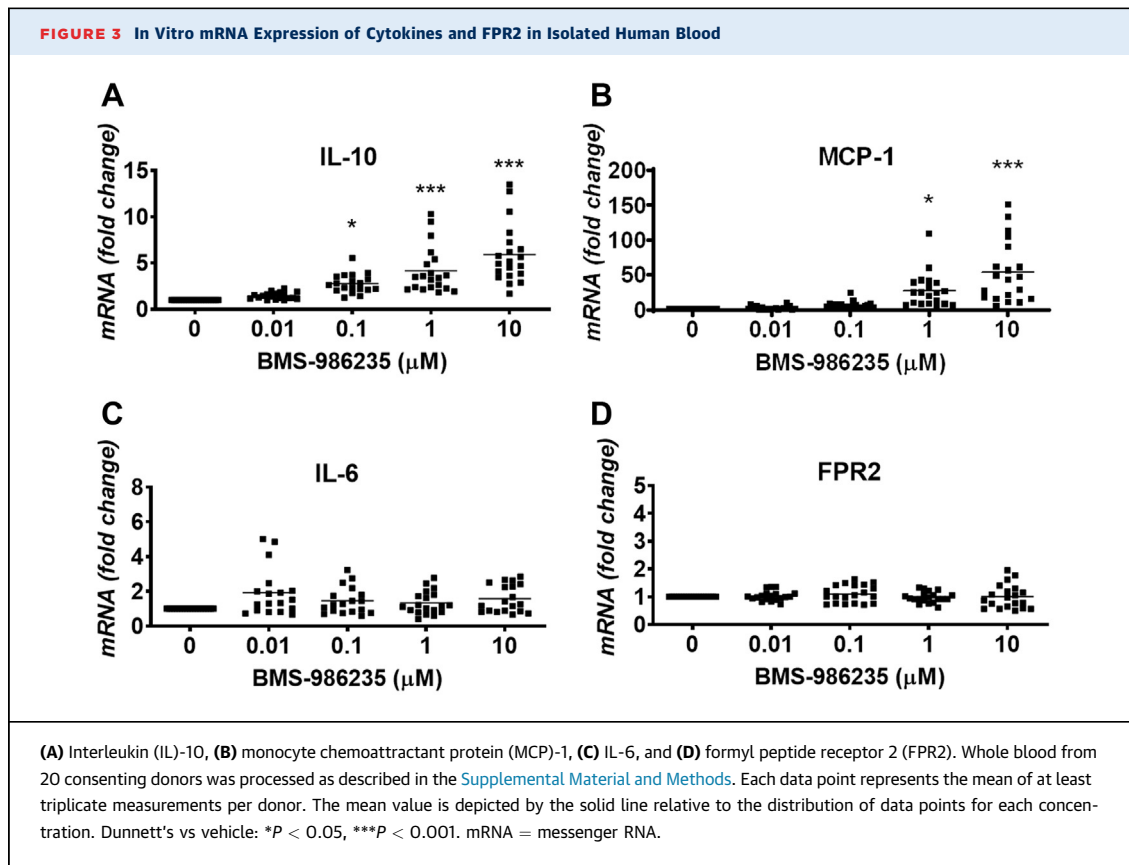 FIGURE 3 In Vitro mRNA Expression of Cytokines and FPR2 in Isolated Human Blood
A
IL-10
mRNA (fold change)
15
10
5
0
*
***
***
0 0.01 0.1 1 10
BMS-986235 (µM)
B
MCP-1
mRNA (fold change)
200
150
100
50
0
*
***
0 0.01 0.1 1 10
BMS-986235 (µM)
C
IL-6
mRNA (fold change)
8
6
4
2
0
0 0.01 0.1 1 10
BMS-986235 (µM)
D
FPR2
mRNA (fold change)
5
4
3
2
1
0
0 0.01 0.1 1 10
BMS-986235 (µM)
(A) Interleukin (IL)-10, (B) monocyte chemoattractant protein (MCP)-1, (C) IL-6, and (D) formyl peptide receptor 2 (FPR2). Whole blood from
20 consenting donors was processed as described in the Supplemental Material and Methods. Each data point represents the mean of at least
triplicate measurements per donor. The mean value is depicted by the solid line relative to the distribution of data points for each concen-
tration. Dunnett's vs vehicle: *P < 0.05, ***P < 0.001. mRNA = messenger RNA.